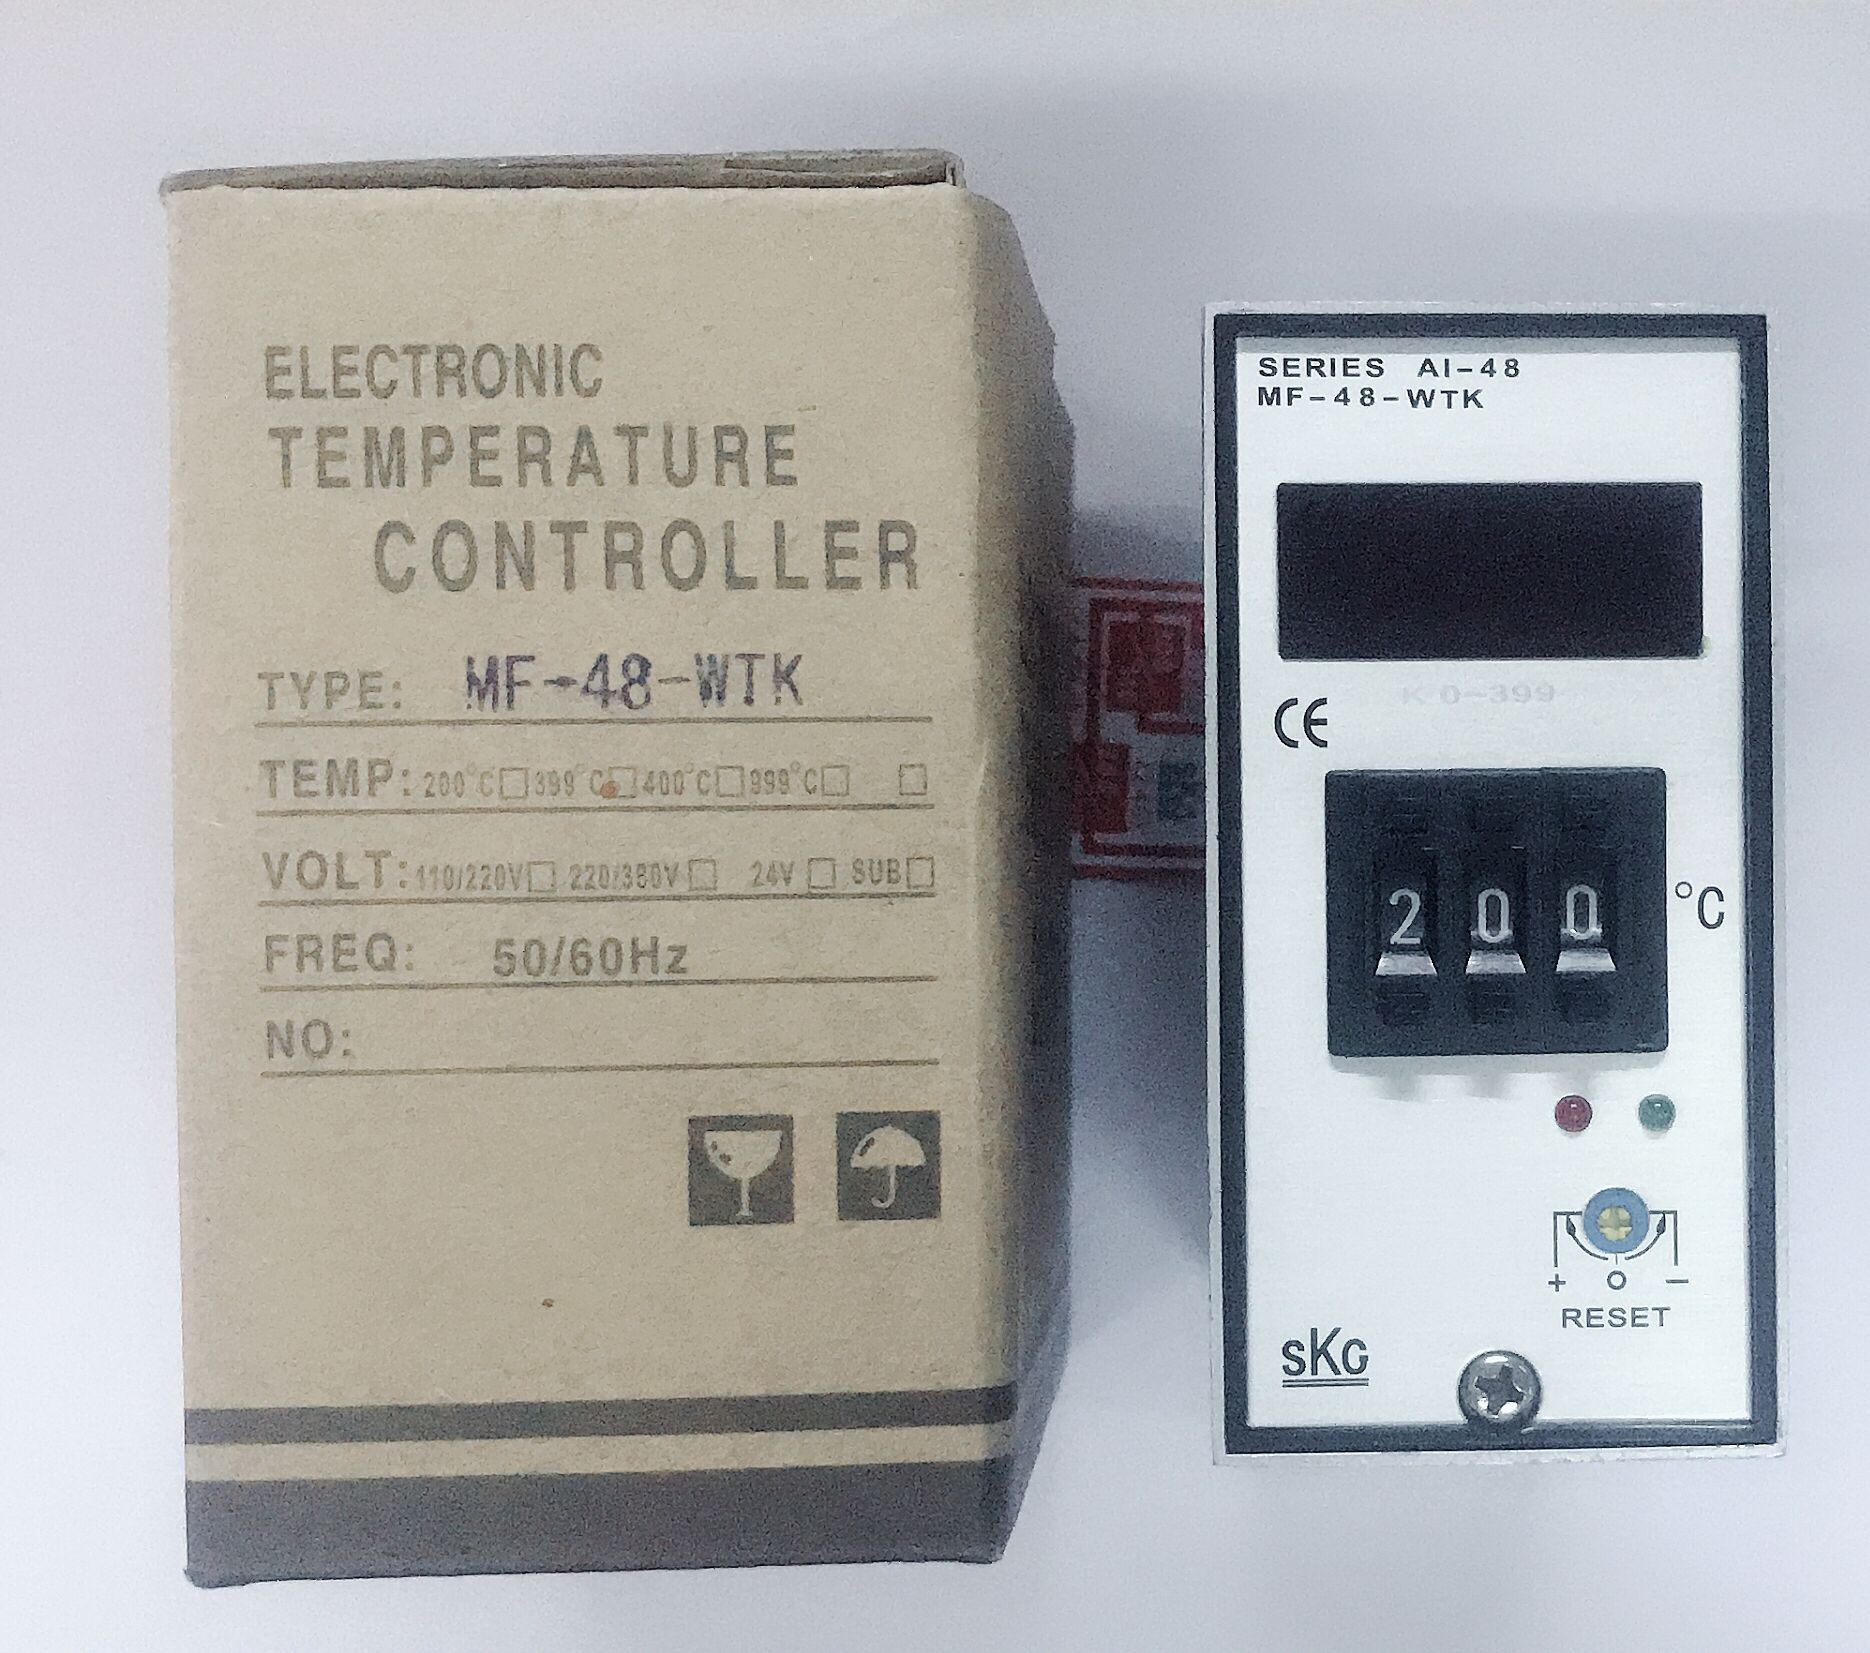 ELECTRONIC
TEMPERATURE
CONTROLLER
TYPE: MF-48-WTK
TEMP: 200°C☐ 399°C☐ 400°C☐ 999°C☐ ☐
VOLT: 110/220V☐ 220/380V☐ 24V☐ SUB☐
FREQ: 50/60Hz
NO:
SERIES AI-48
MF-48-WTK
K 0-399
CE
200 °C
+ O −
RESET
sKc